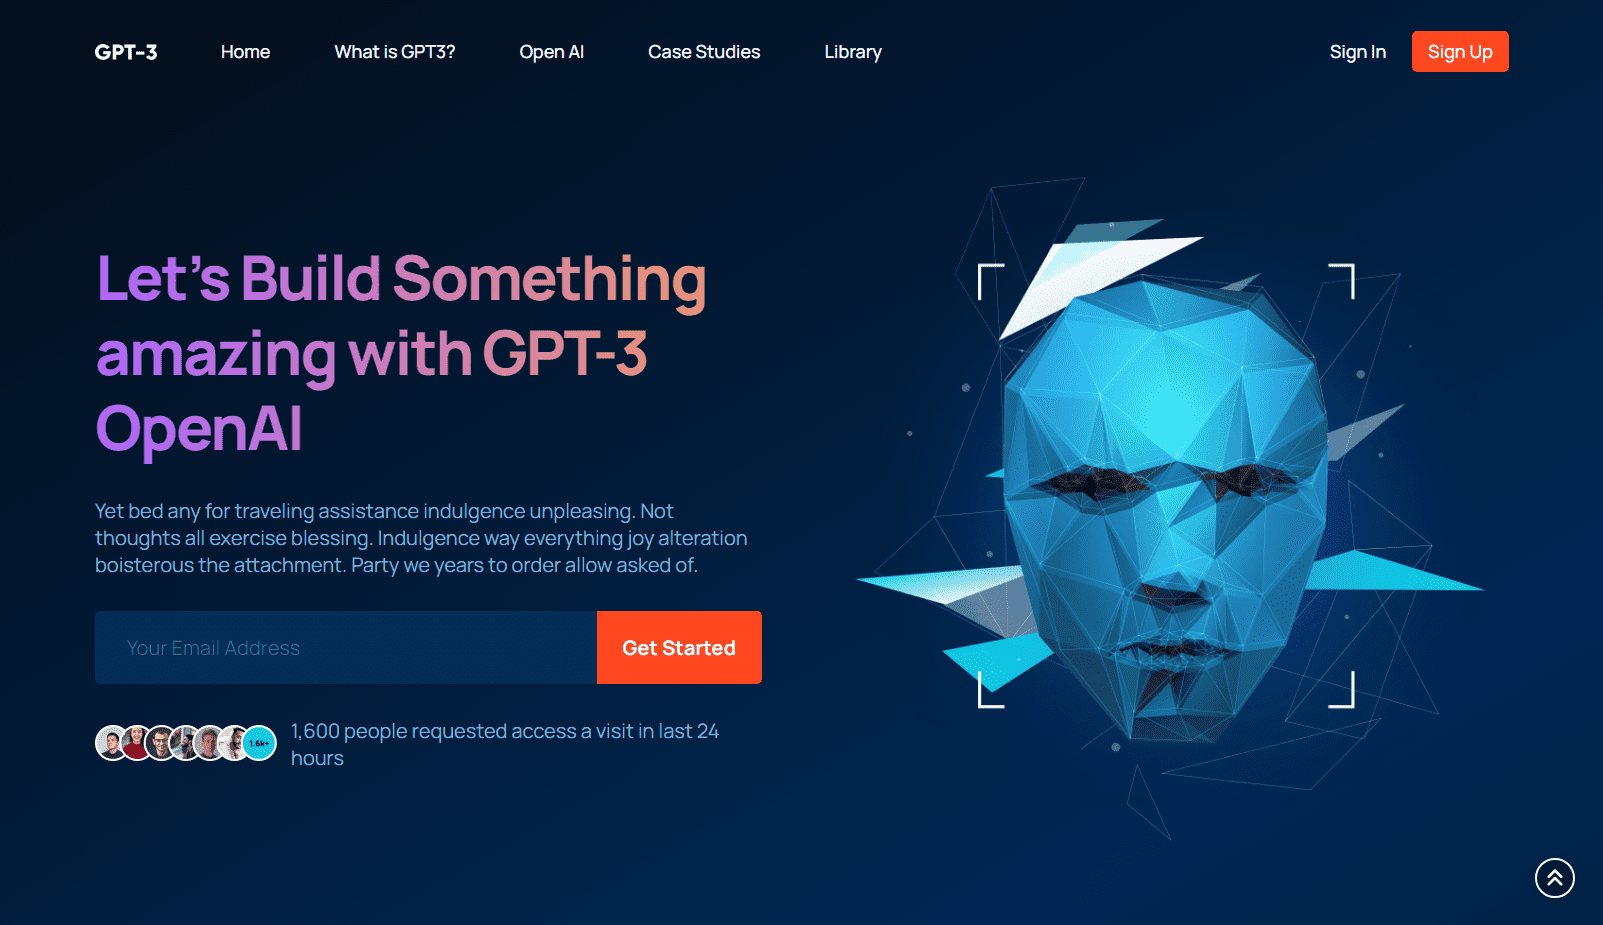 GPT-3
Home
What is GPT3?
Open AI
Case Studies
Library
Sign In
Sign Up
Let's Build Something
amazing with GPT-3
OpenAI
Yet bed any for traveling assistance indulgence unpleasing. Not
thoughts all exercise blessing. Indulgence way everything joy alteration
boisterous the attachment. Party we years to order allow asked of.
Your Email Address
Get Started
1.6k+
1,600 people requested access a visit in last 24
hours